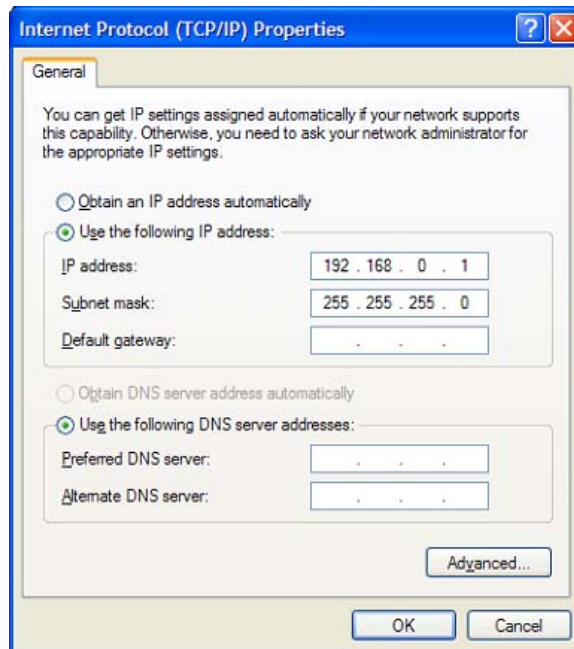 Internet Protocol (TCP/IP) Properties
General
You can get IP settings assigned automatically if your network supports
this capability. Otherwise, you need to ask your network administrator for
the appropriate IP settings.
Obtain an IP address automatically
Use the following IP address:
IP address: 192 . 168 . 0 . 1
Subnet mask: 255 . 255 . 255 . 0
Default gateway: . . .
Obtain DNS server address automatically
Use the following DNS server addresses:
Preferred DNS server: . . .
Alternate DNS server: . . .
Advanced...
OK Cancel